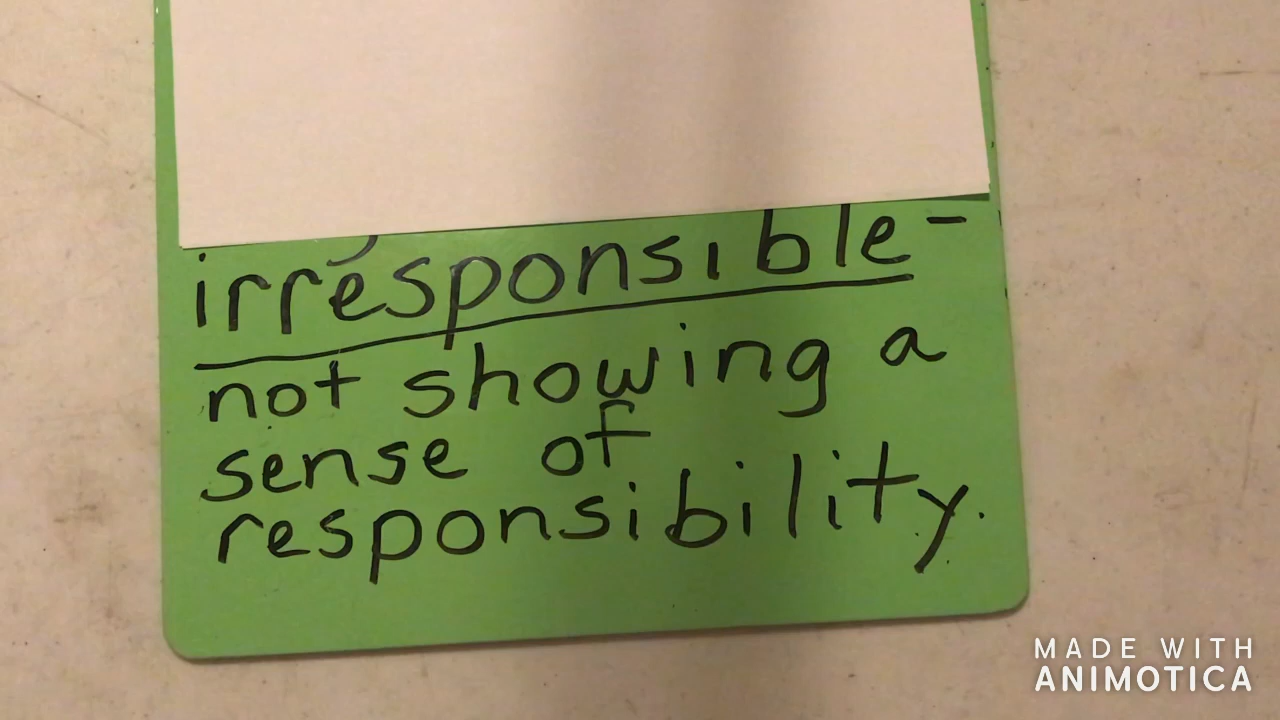 irresponsible-
not showing a
sense of
responsibility.
MADE WITH
ANIMOTICA